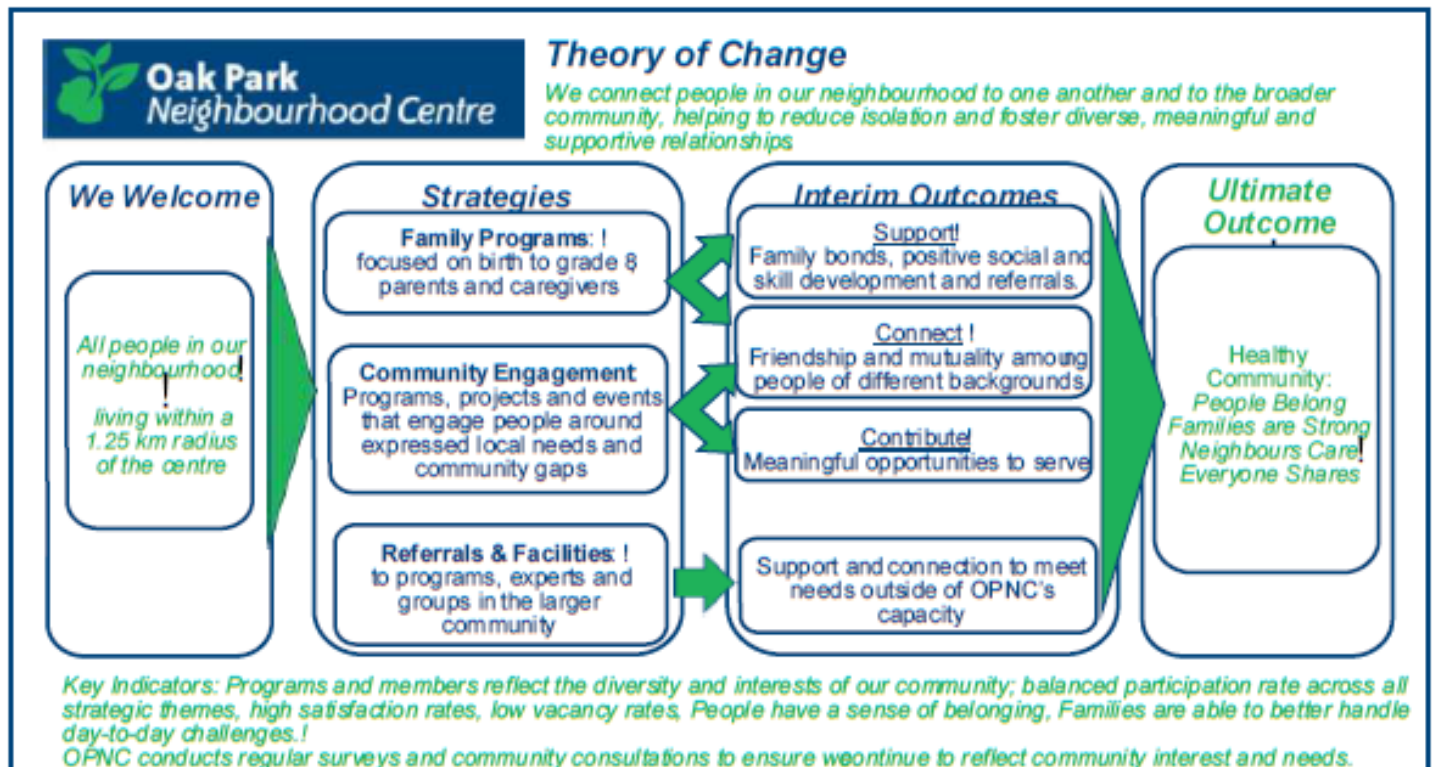 Oak Park
Neighbourhood Centre
Theory of Change
We connect people in our neighbourhood to one another and to the broader
community, helping to reduce isolation and foster diverse, meaningful and
supportive relationships
We Welcome
All people in our
neighbourhood!
!
living within a
1.25 km radius
of the centre
Strategies
Family Programs: !
focused on birth to grade 8
parents and caregivers
Community Engagement
Programs, projects and events
that engage people around
expressed local needs and
community gaps
Referrals & Facilities: !
to programs, experts and
groups in the larger
community
Interim Outcomes
Support!
Family bonds, positive social and
skill development and referrals.
Connect !
Friendship and mutuality amoung
people of different backgrounds
Contribute!
Meaningful opportunities to serve
Support and connection to meet
needs outside of OPNC's
capacity
Ultimate
Outcome
Healthy
Community:
People Belong
Families are Strong
Neighbours Care!
Everyone Shares
Key Indicators: Programs and members reflect the diversity and interests of our community; balanced participation rate across all
strategic themes, high satisfaction rates, low vacancy rates, People have a sense of belonging, Families are able to better handle
day-to-day challenges.!
OPNC conducts regular surveys and community consultations to ensure weontinue to reflect community interest and needs.